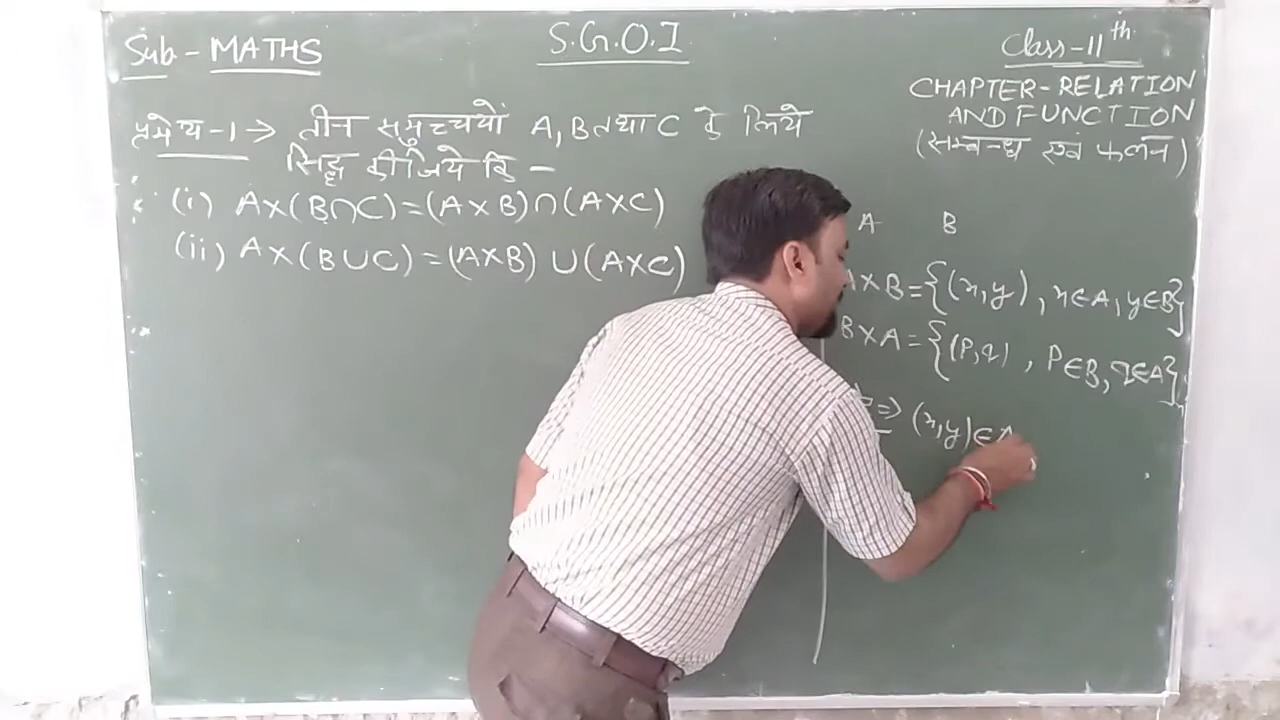 Sub. - MATHS
S.G.O.I
Class-11th
CHAPTER-RELATION
AND FUNCTION
(सम्बन्ध एवं फलन)
प्रमेय-1 → तीन समुच्चयों A, B तथा C के लिये
सिद्ध कीजिये कि -
(i) A×(B∩C)=(A×B)∩(A×C)
(ii) A×(B∪C)=(A×B)∪(A×C)
A B
A×B={(x,y), x∈A, y∈B}
B×A={(P,q), P∈B, q∈A}
⇒ (x,y)∈A